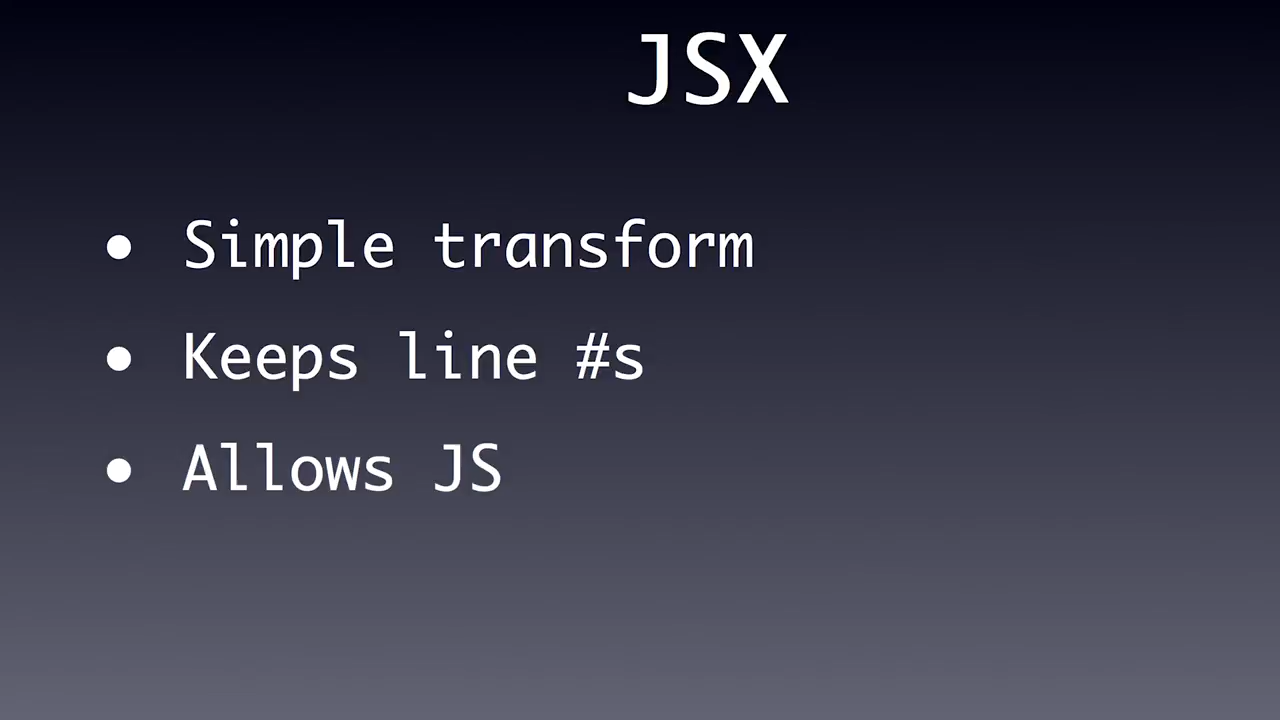 JSX
• Simple transform
• Keeps line #s
• Allows JS